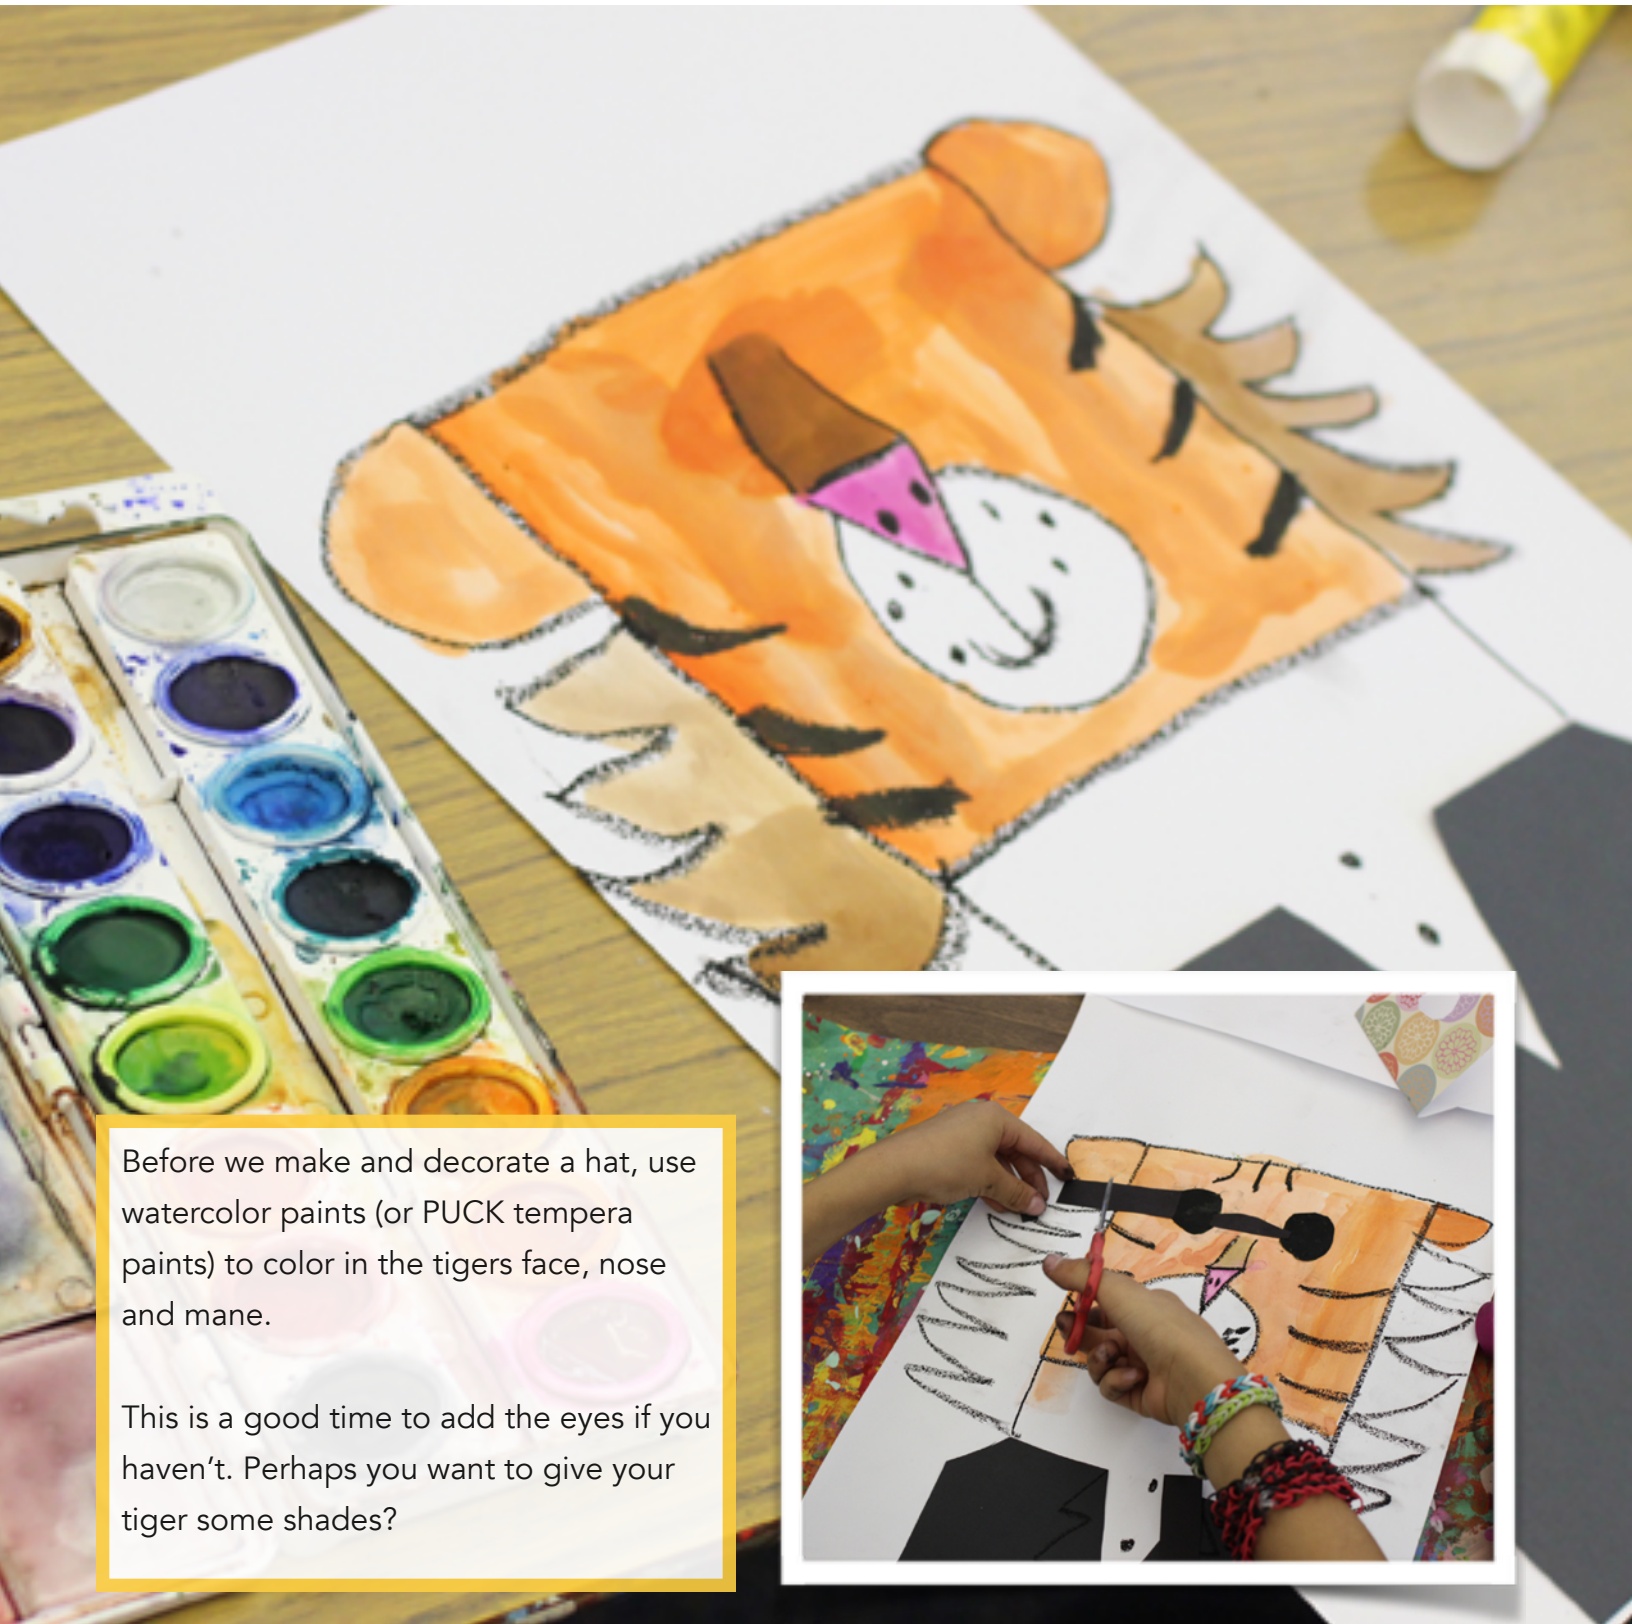 Before we make and decorate a hat, use
watercolor paints (or PUCK tempera
paints) to color in the tigers face, nose
and mane.
This is a good time to add the eyes if you
haven't. Perhaps you want to give your
tiger some shades?